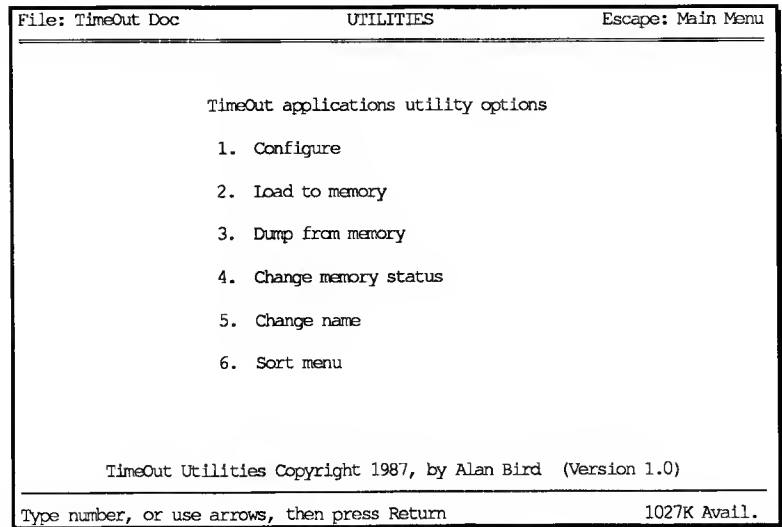 File: TimeOut Doc UTILITIES Escape: Main Menu
TimeOut applications utility options
1. Configure
2. Load to memory
3. Dump from memory
4. Change memory status
5. Change name
6. Sort menu
TimeOut Utilities Copyright 1987, by Alan Bird (Version 1.0)
Type number, or use arrows, then press Return 1027K Avail.